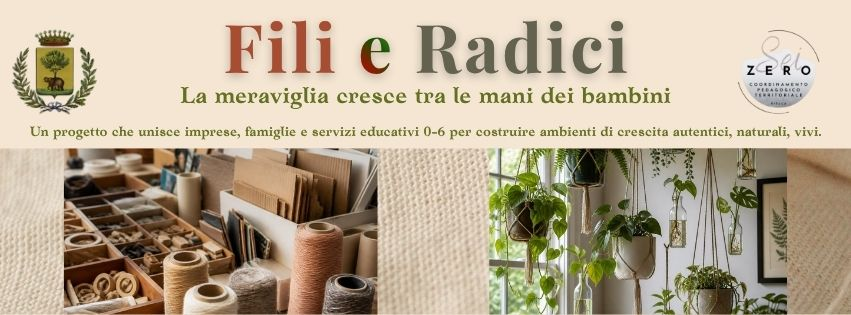 Fili e Radici
La meraviglia cresce tra le mani dei bambini
Un progetto che unisce imprese, famiglie e servizi educativi 0-6 per costruire ambienti di crescita autentici, naturali, vivi.
Sei
ZERO
COORDINAMENTO
PEDAGOGICO
TERRITORIALE